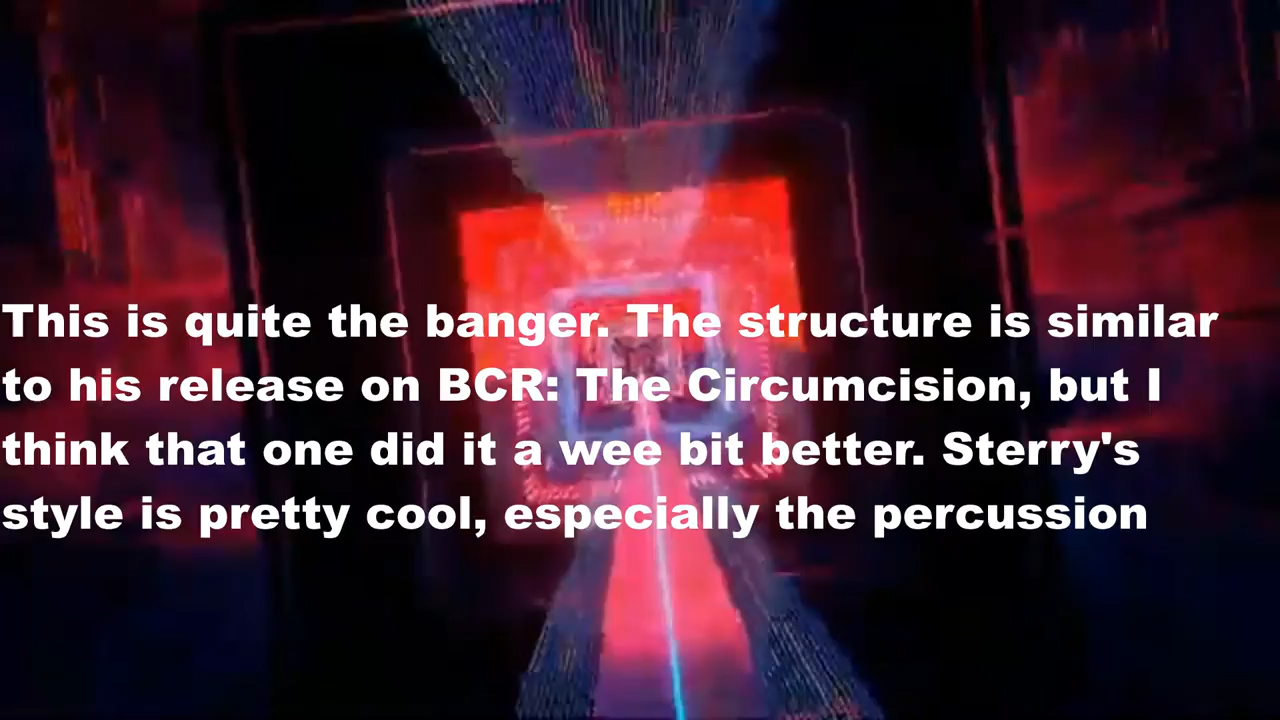 This is quite the banger. The structure is similar
to his release on BCR: The Circumcision, but I
think that one did it a wee bit better. Sterry's
style is pretty cool, especially the percussion